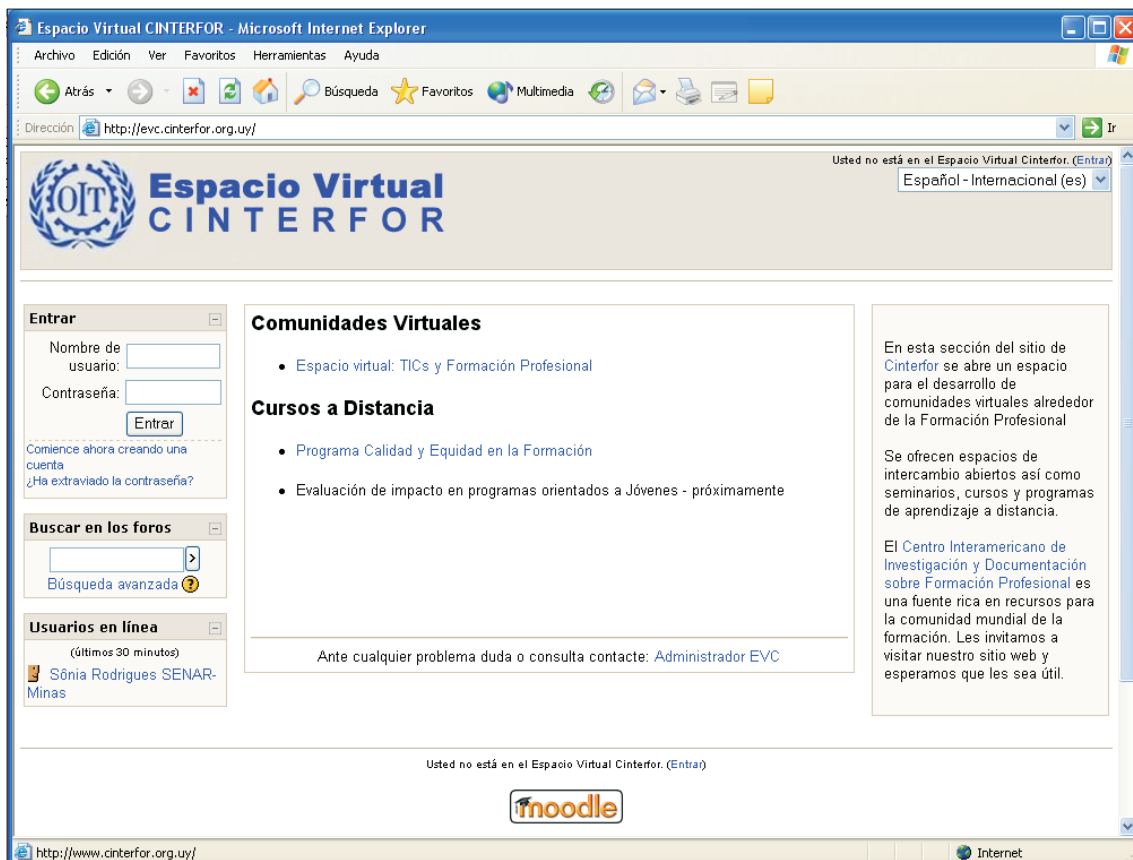 Espacio Virtual CINTERFOR - Microsoft Internet Explorer
Archivo Edición Ver Favoritos Herramientas Ayuda
Atrás Búsqueda Favoritos Multimedia
Dirección http://evc.cinterfor.org.uy/ Ir
Usted no está en el Espacio Virtual Cinterfor. (Entrar)
Español - Internacional (es)
OIT
Espacio Virtual
CINTERFOR
Entrar
Nombre de
usuario:
Contraseña:
Entrar
Comience ahora creando una
cuenta
¿Ha extraviado la contraseña?
Buscar en los foros
>
Búsqueda avanzada ?
Usuarios en línea
(últimos 30 minutos)
Sônia Rodrigues SENAR-
Minas
Comunidades Virtuales
• Espacio virtual: TICs y Formación Profesional
Cursos a Distancia
• Programa Calidad y Equidad en la Formación
• Evaluación de impacto en programas orientados a Jóvenes - próximamente
Ante cualquier problema duda o consulta contacte: Administrador EVC
En esta sección del sitio de
Cinterfor se abre un espacio
para el desarrollo de
comunidades virtuales alrededor
de la Formación Profesional
Se ofrecen espacios de
intercambio abiertos así como
seminarios, cursos y programas
de aprendizaje a distancia.
El Centro Interamericano de
Investigación y Documentación
sobre Formación Profesional es
una fuente rica en recursos para
la comunidad mundial de la
formación. Les invitamos a
visitar nuestro sitio web y
esperamos que les sea útil.
Usted no está en el Espacio Virtual Cinterfor. (Entrar)
moodle
http://www.cinterfor.org.uy/ Internet